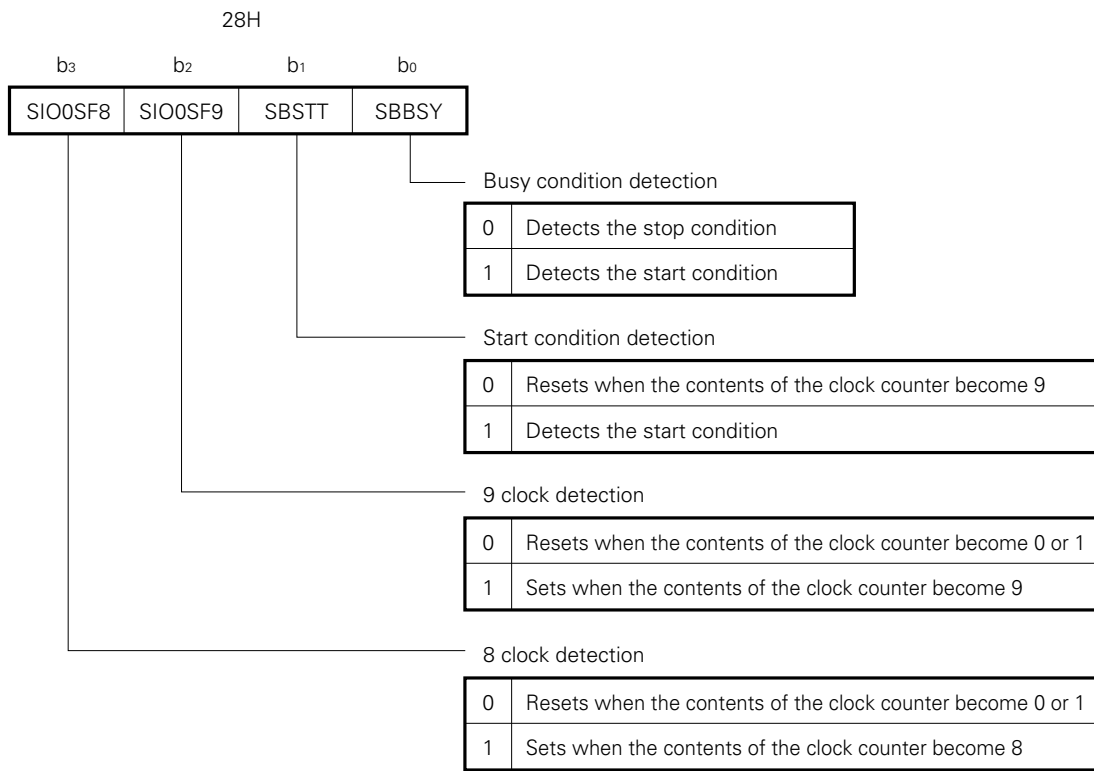 28H
b3 b2 b1 b0
SIO0SF8 SIO0SF9 SBSTT SBBSY
Busy condition detection
0 Detects the stop condition
1 Detects the start condition
Start condition detection
0 Resets when the contents of the clock counter become 9
1 Detects the start condition
9 clock detection
0 Resets when the contents of the clock counter become 0 or 1
1 Sets when the contents of the clock counter become 9
8 clock detection
0 Resets when the contents of the clock counter become 0 or 1
1 Sets when the contents of the clock counter become 8